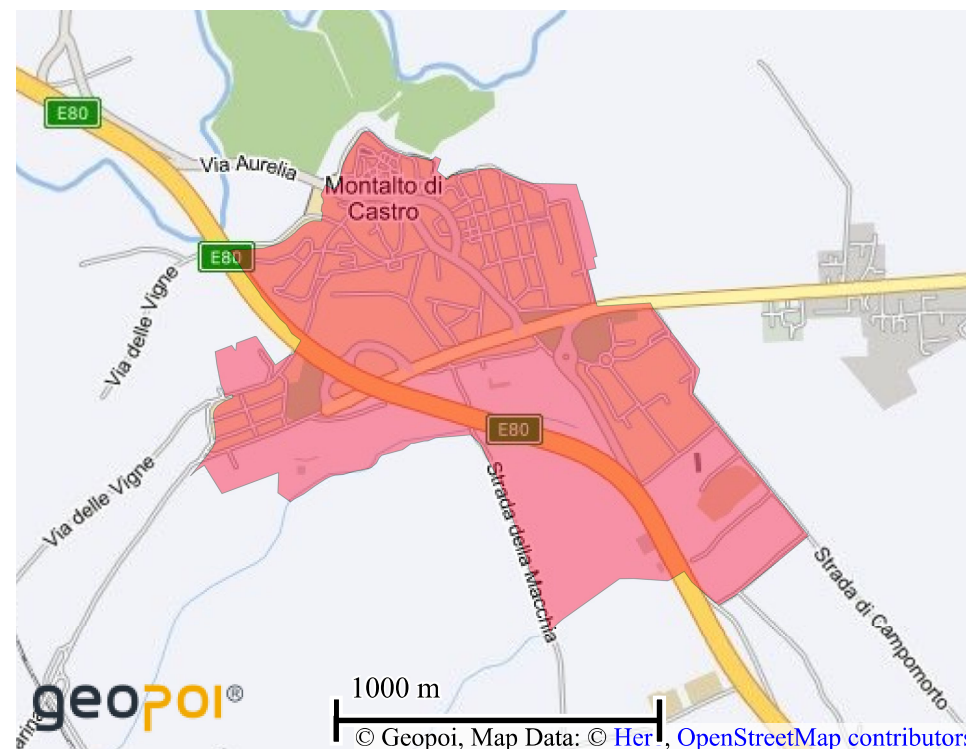 E80
Via Aurelia
Montalto di
Castro
E80
Via delle Vigne
E80
Via delle Vigne
Strada della Macchia
Strada di Campomorto
arina
geopoi®
1000 m
© Geopoi, Map Data: © Her , OpenStreetMap contributors